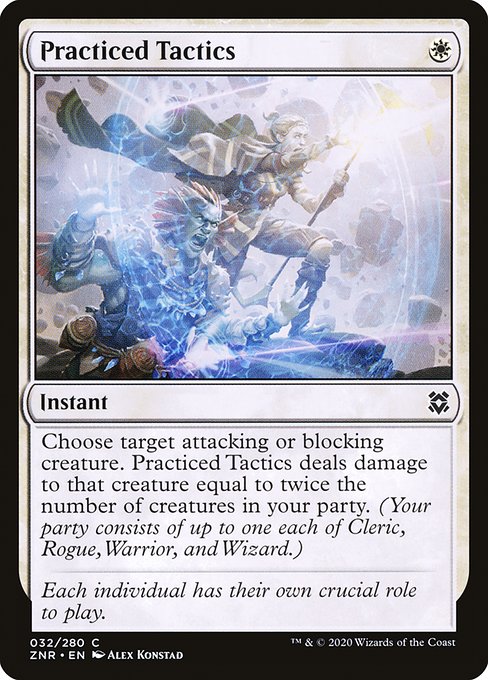 Practiced Tactics
Instant
Choose target attacking or blocking
creature. Practiced Tactics deals damage
to that creature equal to twice the
number of creatures in your party. (Your
party consists of up to one each of Cleric,
Rogue, Warrior, and Wizard.)
Each individual has their own crucial role
to play.
032/280 C
ZNR • EN Alex Konstad
™ & © 2020 Wizards of the Coast